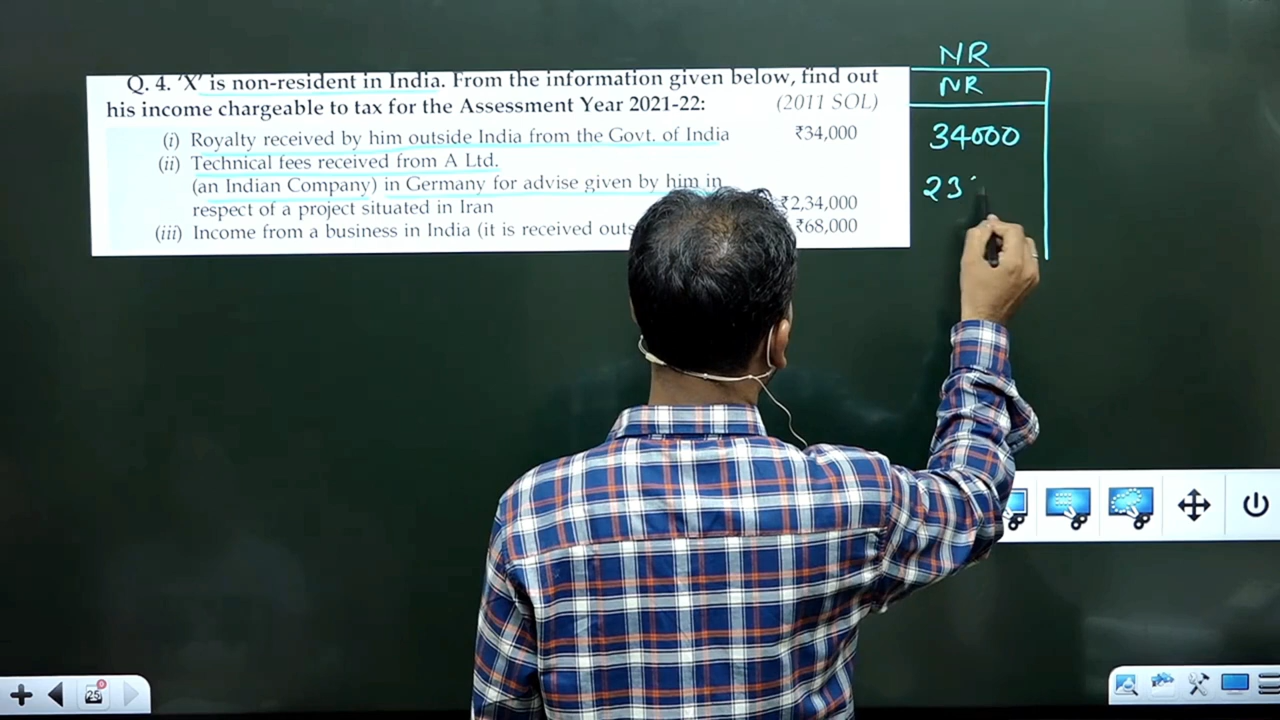 NR
Q. 4. 'X' is non-resident in India. From the information given below, find out
NR
his income chargeable to tax for the Assessment Year 2021-22: (2011 SOL)
(i) Royalty received by him outside India from the Govt. of India ₹34,000
34000
(ii) Technical fees received from A Ltd.
(an Indian Company) in Germany for advise given by him in
23
respect of a project situated in Iran ₹2,34,000
(iii) Income from a business in India (it is received outs ₹68,000
25
0